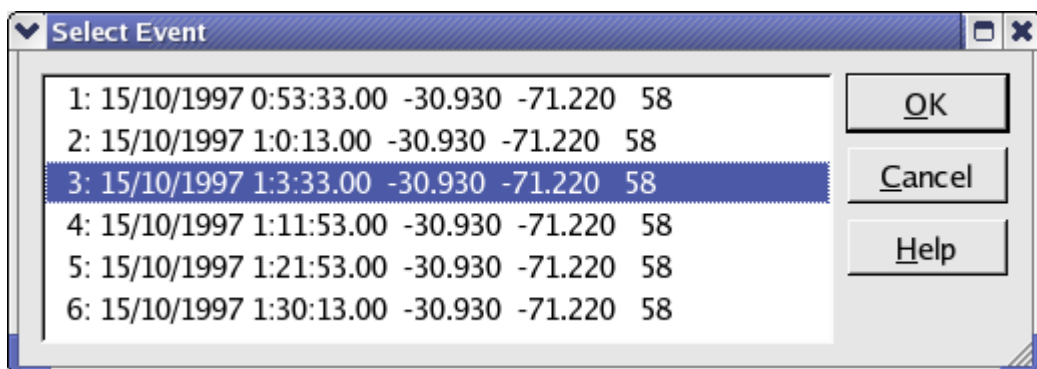 Select Event
1: 15/10/1997 0:53:33.00 -30.930 -71.220 58
2: 15/10/1997 1:0:13.00 -30.930 -71.220 58
3: 15/10/1997 1:3:33.00 -30.930 -71.220 58
4: 15/10/1997 1:11:53.00 -30.930 -71.220 58
5: 15/10/1997 1:21:53.00 -30.930 -71.220 58
6: 15/10/1997 1:30:13.00 -30.930 -71.220 58
OK
Cancel
Help